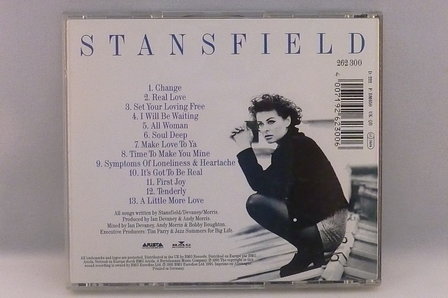 STANSFIELD
262 300
1. Change
2. Real Love
3. Set Your Loving Free
4. I Will Be Waiting
5. All Woman
6. Soul Deep
7. Make Love To Ya
8. Time To Make You Mine
9. Symptoms Of Loneliness & Heartache
10. It's Got To Be Real
11. First Joy
12. Tenderly
13. A Little More Love
All songs written by Stansfield/Devaney/Morris.
Produced by Ian Devaney & Andy Morris.
Mixed by Ian Devaney, Andy Morris & Bobby Boughton.
Executive Producers: Tim Parry & Jazz Summers for Big Life.
ARISTA
Printed in Germany